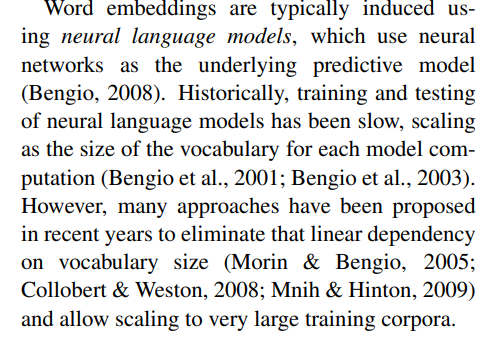 Word embeddings are typically induced us-
ing neural language models, which use neural
networks as the underlying predictive model
(Bengio, 2008). Historically, training and testing
of neural language models has been slow, scaling
as the size of the vocabulary for each model com-
putation (Bengio et al., 2001; Bengio et al., 2003).
However, many approaches have been proposed
in recent years to eliminate that linear dependency
on vocabulary size (Morin & Bengio, 2005;
Collobert & Weston, 2008; Mnih & Hinton, 2009)
and allow scaling to very large training corpora.